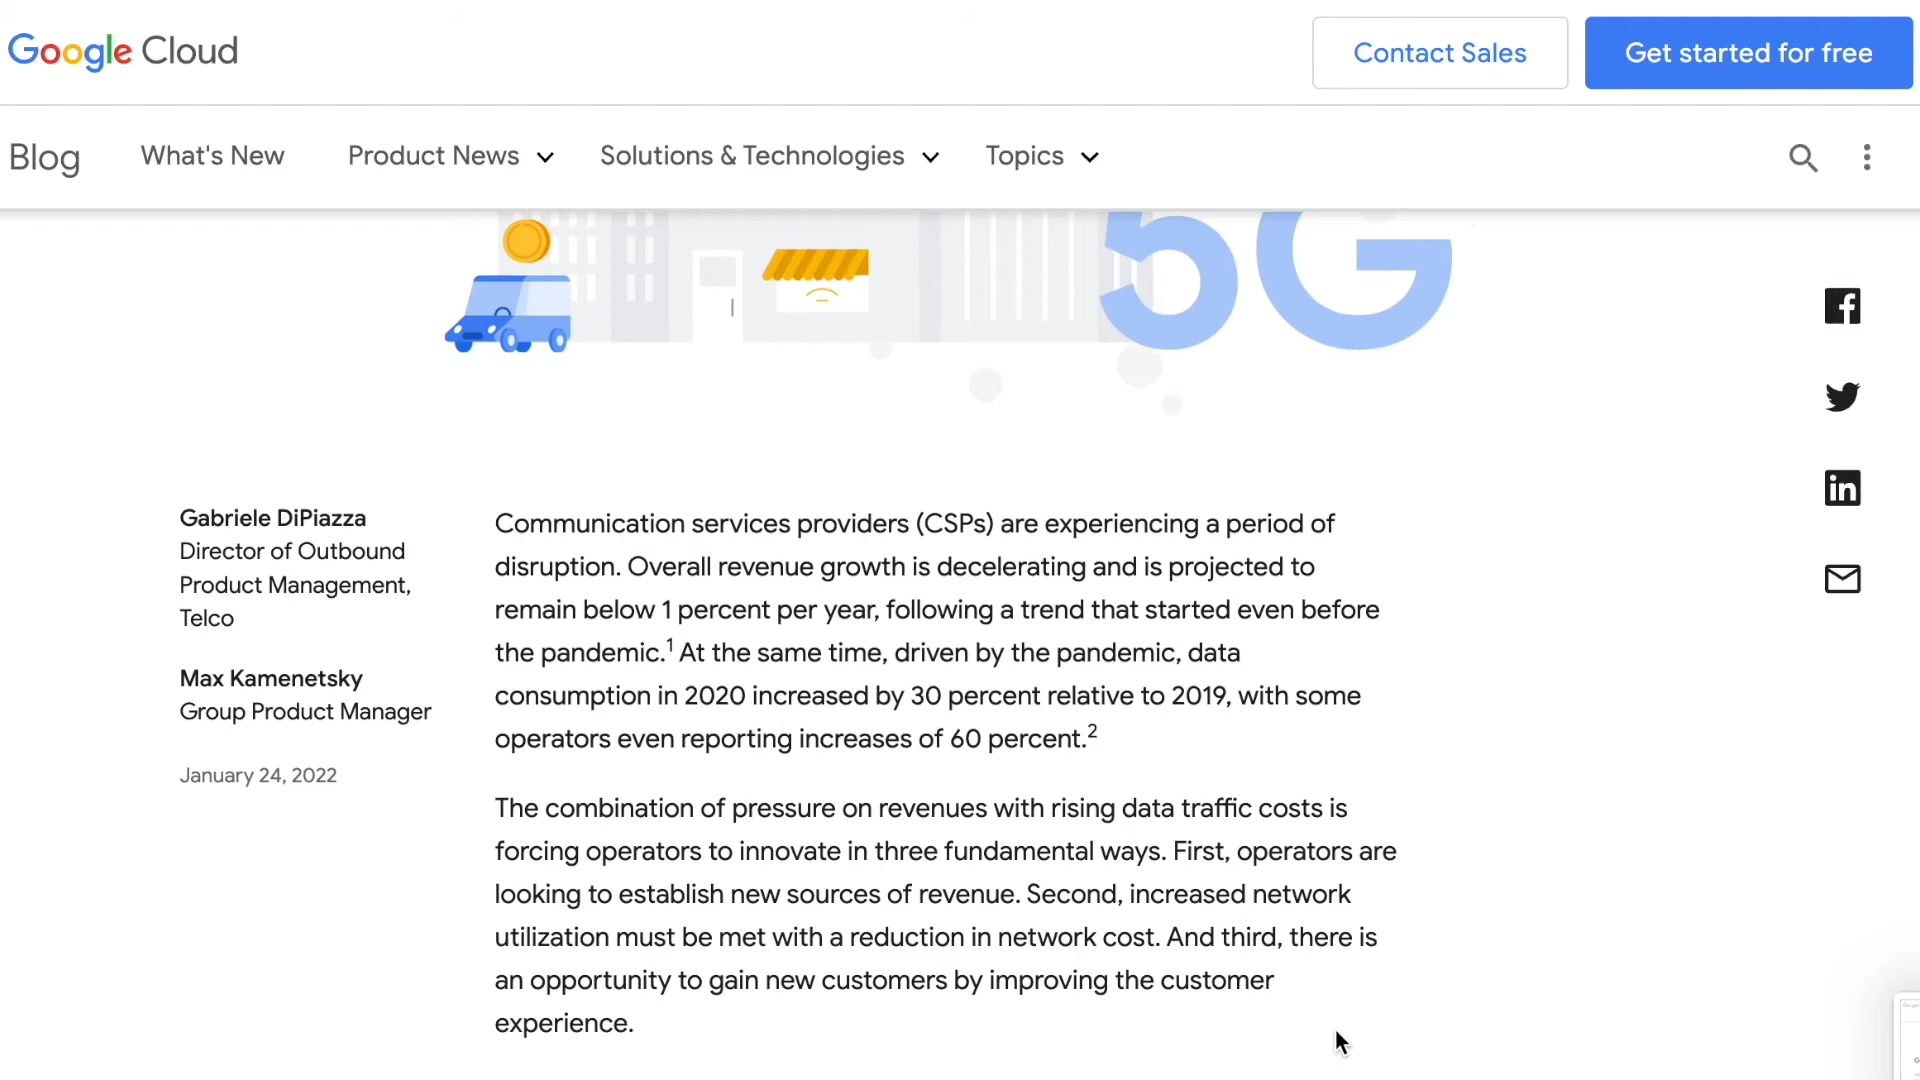 Google Cloud
Contact Sales
Get started for free
Blog
What's New
Product News
Solutions & Technologies
Topics
5G
Gabriele DiPiazza
Director of Outbound
Product Management,
Telco
Max Kamenetsky
Group Product Manager
January 24, 2022
Communication services providers (CSPs) are experiencing a period of
disruption. Overall revenue growth is decelerating and is projected to
remain below 1 percent per year, following a trend that started even before
the pandemic.1 At the same time, driven by the pandemic, data
consumption in 2020 increased by 30 percent relative to 2019, with some
operators even reporting increases of 60 percent.2
The combination of pressure on revenues with rising data traffic costs is
forcing operators to innovate in three fundamental ways. First, operators are
looking to establish new sources of revenue. Second, increased network
utilization must be met with a reduction in network cost. And third, there is
an opportunity to gain new customers by improving the customer
experience.